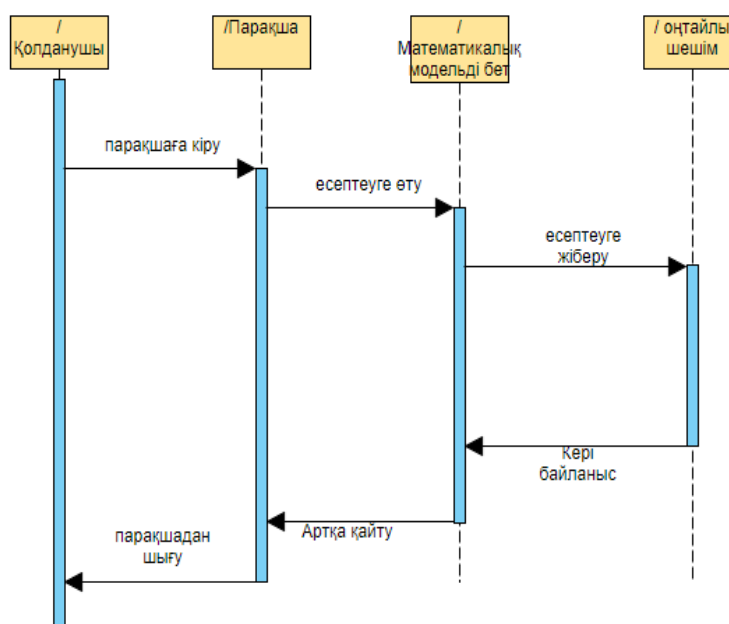 /
Қолданушы
/Парақша
/
Математикалық
модельді бет
/ оңтайлы
шешім
парақшаға кіру
есептеуге өту
есептеуге
жіберу
Кері
байланыс
Артқа қайту
парақшадан
шығу